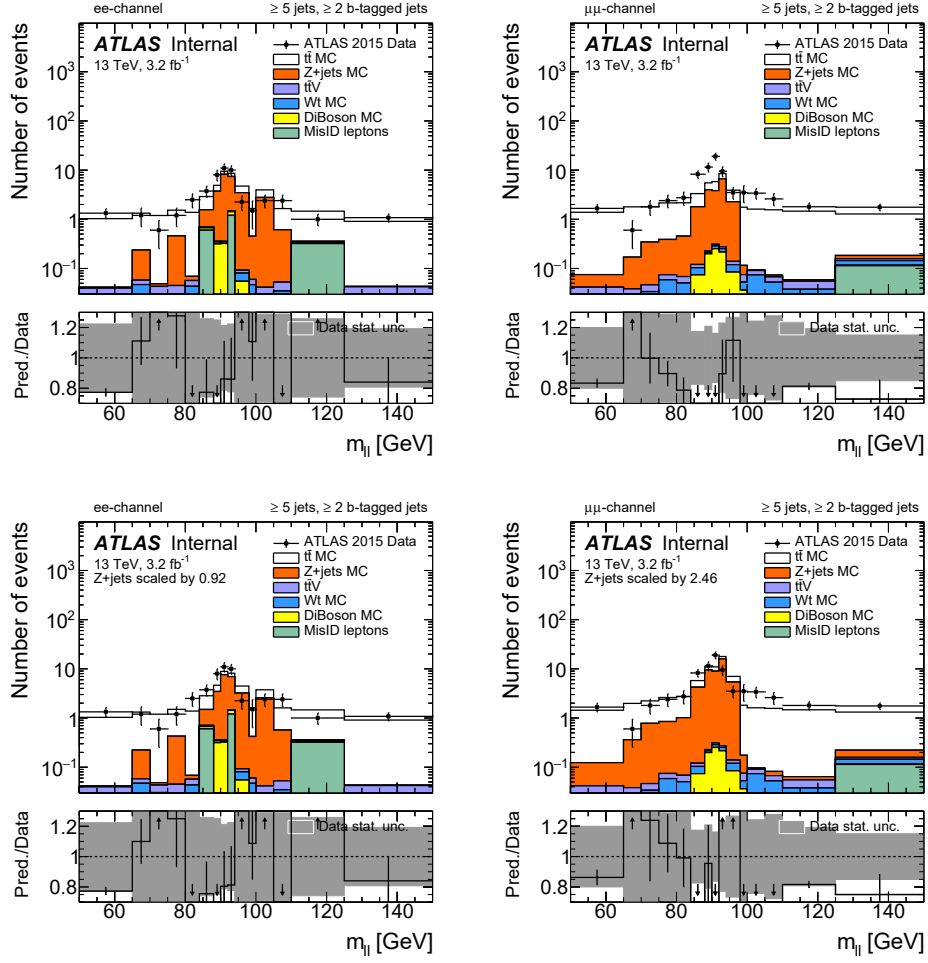 ee-channel ≥ 5 jets, ≥ 2 b-tagged jets
ATLAS Internal
13 TeV, 3.2 fb⁻¹
ATLAS 2015 Data
tt̄ MC
Z+jets MC
tt̄V
Wt MC
DiBoson MC
MisID leptons
Number of events
10³
10²
10
1
10⁻¹
Data stat. unc.
Pred./Data
1.2
1
0.8
60 80 100 120 140
m_ll [GeV]
μμ-channel ≥ 5 jets, ≥ 2 b-tagged jets
ATLAS Internal
13 TeV, 3.2 fb⁻¹
ATLAS 2015 Data
tt̄ MC
Z+jets MC
tt̄V
Wt MC
DiBoson MC
MisID leptons
Number of events
10³
10²
10
1
10⁻¹
Data stat. unc.
Pred./Data
1.2
1
0.8
60 80 100 120 140
m_ll [GeV]
ee-channel ≥ 5 jets, ≥ 2 b-tagged jets
ATLAS Internal
13 TeV, 3.2 fb⁻¹
Z+jets scaled by 0.92
ATLAS 2015 Data
tt̄ MC
Z+jets MC
tt̄V
Wt MC
DiBoson MC
MisID leptons
Number of events
10³
10²
10
1
10⁻¹
Data stat. unc.
Pred./Data
1.2
1
0.8
60 80 100 120 140
m_ll [GeV]
μμ-channel ≥ 5 jets, ≥ 2 b-tagged jets
ATLAS Internal
13 TeV, 3.2 fb⁻¹
Z+jets scaled by 2.46
ATLAS 2015 Data
tt̄ MC
Z+jets MC
tt̄V
Wt MC
DiBoson MC
MisID leptons
Number of events
10³
10²
10
1
10⁻¹
Data stat. unc.
Pred./Data
1.2
1
0.8
60 80 100 120 140
m_ll [GeV]